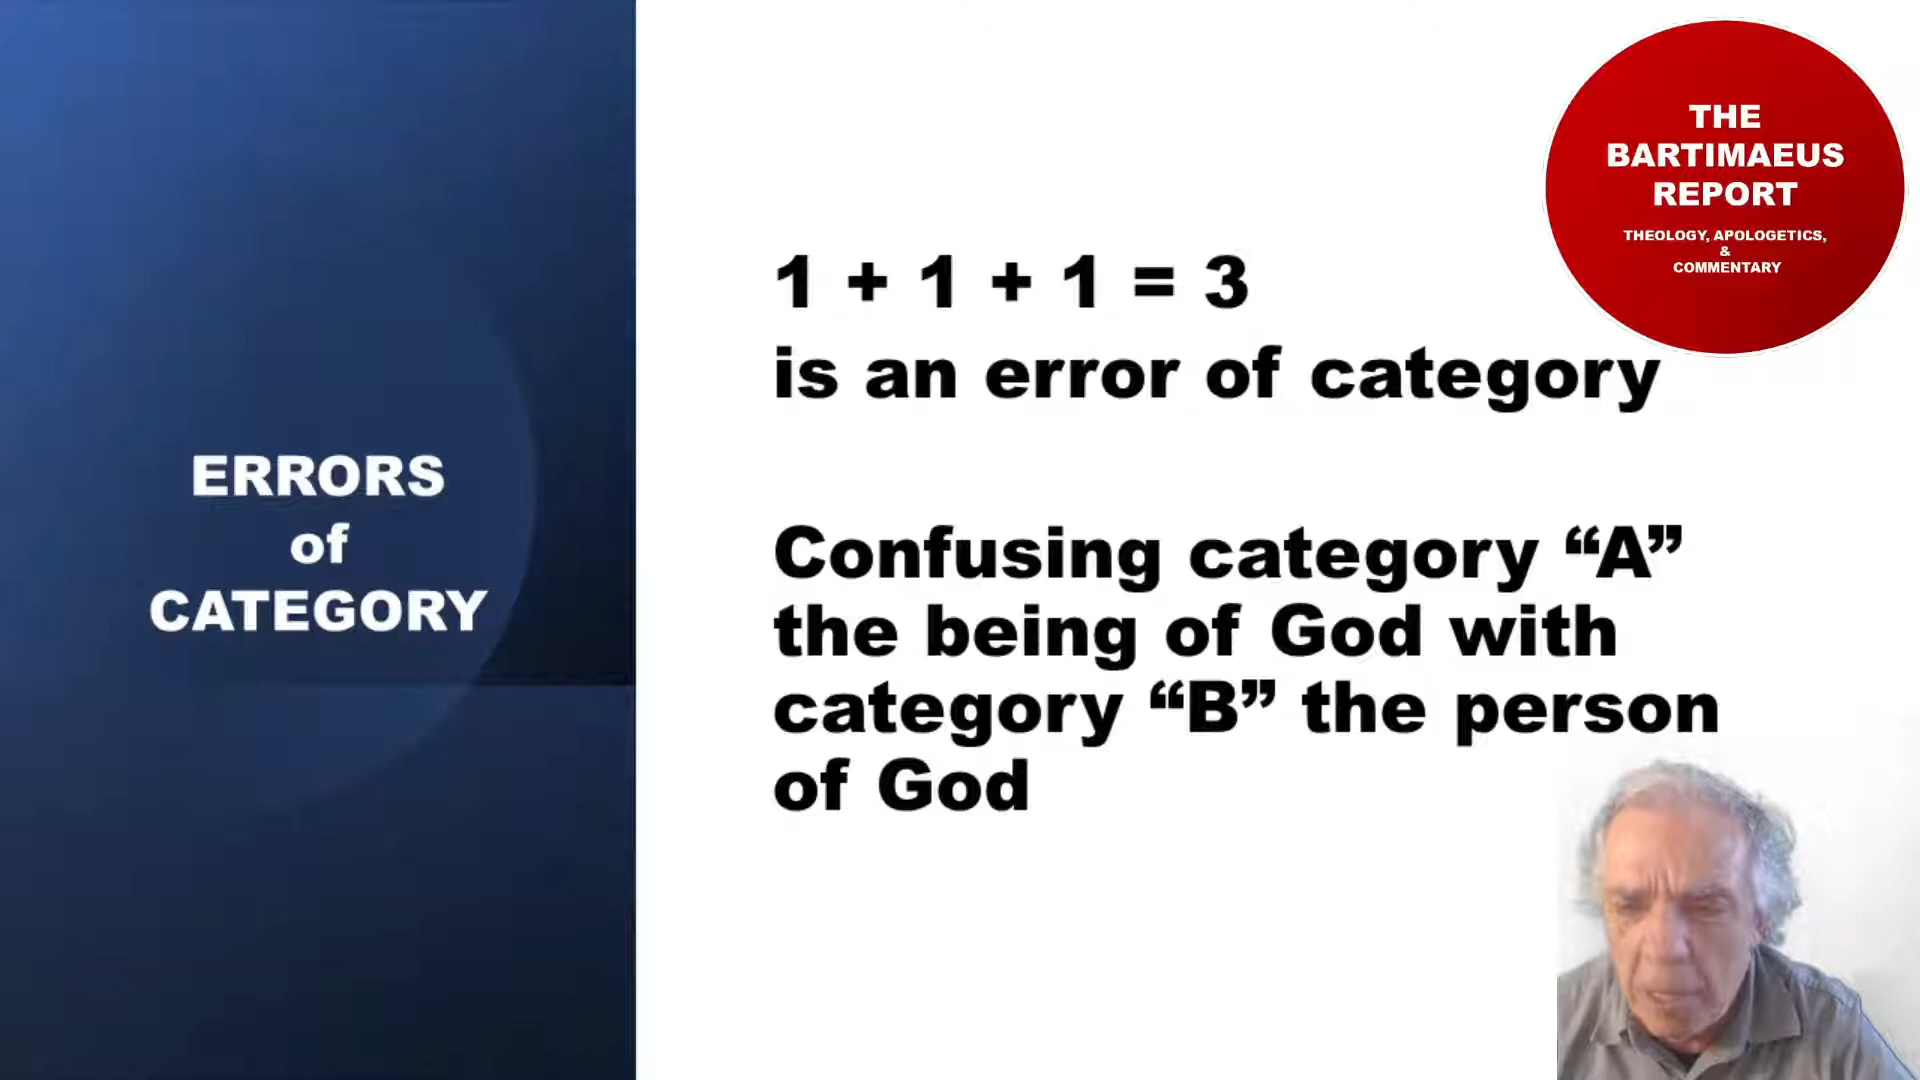 ERRORS
of
CATEGORY
1 + 1 + 1 = 3
is an error of category
Confusing category “A”
the being of God with
category “B” the person
of God
THE
BARTIMAEUS
REPORT
THEOLOGY, APOLOGETICS,
&
COMMENTARY